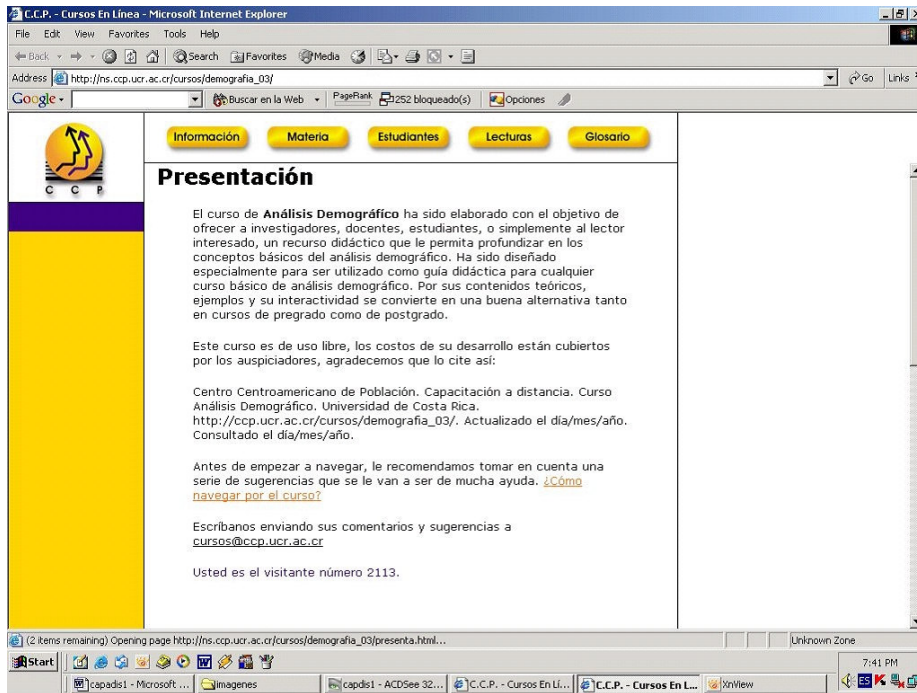 C.C.P. - Cursos En Línea - Microsoft Internet Explorer
File Edit View Favorites Tools Help
Back Search Favorites Media
Address http://ns.ccp.ucr.ac.cr/cursos/demografia_03/ Go Links
Google Buscar en la Web PageRank 1252 bloqueado(s) Opciones
Información Materia Estudiantes Lecturas Glosario
C C P
Presentación
El curso de Análisis Demográfíco ha sido elaborado con el objetivo de
ofrecer a investigadores, docentes, estudiantes, o simplemente al lector
interesado, un recurso didáctico que le permita profundizar en los
conceptos básicos del análisis demográfico. Ha sido diseñado
especialmente para ser utilizado como guía didáctica para cualquier
curso básico de análisis demográfico. Por sus contenidos teóricos,
ejemplos y su interactividad se convierte en una buena alternativa tanto
en cursos de pregrado como de postgrado.
Este curso es de uso libre, los costos de su desarrollo están cubiertos
por los auspiciadores, agradecemos que lo cite así:
Centro Centroamericano de Población. Capacitación a distancia. Curso
Análisis Demográfico. Universidad de Costa Rica.
http://ccp.ucr.ac.cr/cursos/demografia_03/. Actualizado el día/mes/año.
Consultado el día/mes/año.
Antes de empezar a navegar, le recomendamos tomar en cuenta una
serie de sugerencias que se le van a ser de mucha ayuda. ¿Cómo
navegar por el curso?
Escríbanos enviando sus comentarios y sugerencias a
cursos@ccp.ucr.ac.cr
Usted es el visitante número 2113.
(2 items remaining) Opening page http://ns.ccp.ucr.ac.cr/cursos/demografia_03/presenta.html... Unknown Zone
Start 7:41 PM
capadis1 - Microsoft ... imagenes capdis1 - ACDSee 32... C.C.P. - Cursos En Lí... C.C.P. - Cursos En L... XnView ES